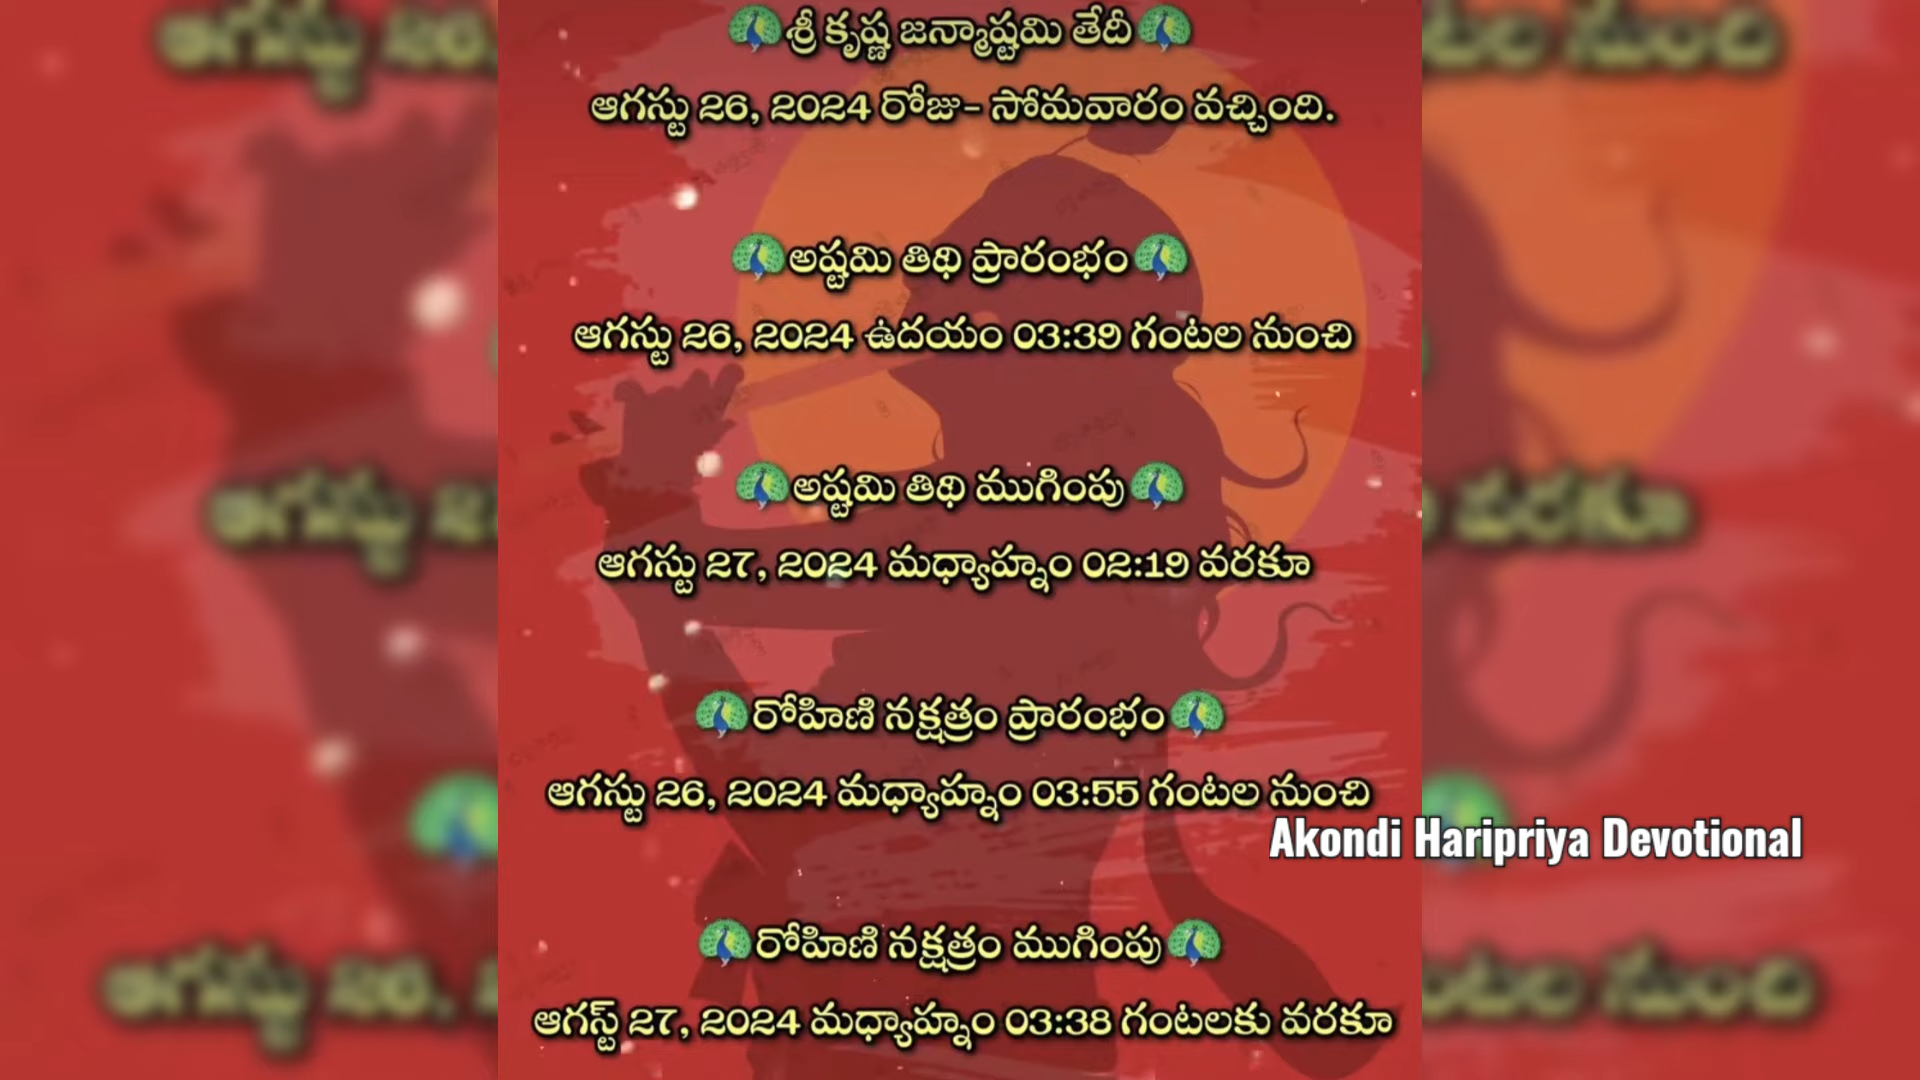 శ్రీ కృష్ణ జన్మాష్టమి తేదీ
ఆగస్టు 26, 2024 రోజు- సోమవారం వచ్చింది.
అష్టమి తిథి ప్రారంభం
ఆగస్టు 26, 2024 ఉదయం 03:39 గంటల నుంచి
అష్టమి తిథి ముగింపు
ఆగస్టు 27, 2024 మధ్యాహ్నం 02:19 వరకూ
రోహిణి నక్షత్రం ప్రారంభం
ఆగస్టు 26, 2024 మధ్యాహ్నం 03:55 గంటల నుంచి
Akondi Haripriya Devotional
రోహిణి నక్షత్రం ముగింపు
ఆగస్ట్ 27, 2024 మధ్యాహ్నం 03:38 గంటలకు వరకూ